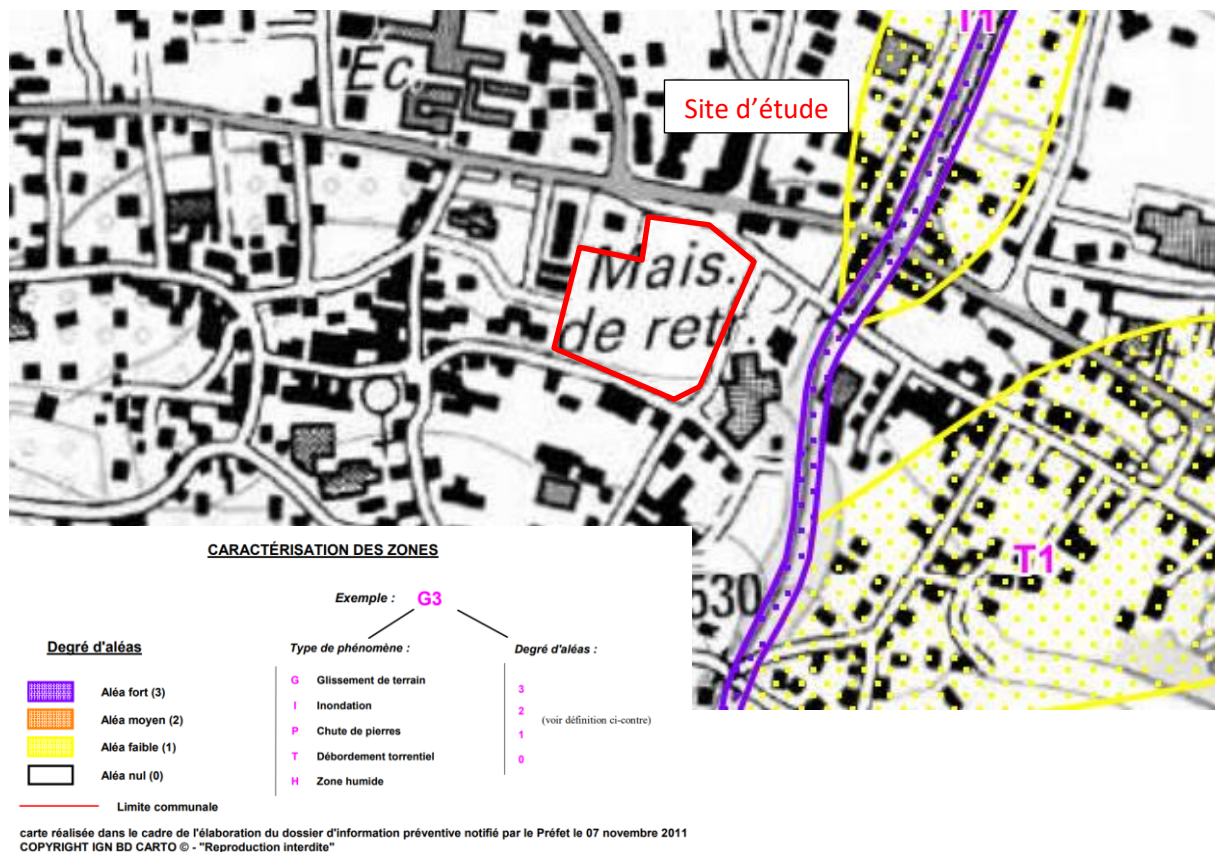 T1
Éc.
Site d’étude
Mais.
de retr.
T1
530
CARACTÉRISATION DES ZONES
Exemple : G3
Degré d'aléas
Type de phénomène :
Degré d'aléas :
G Glissement de terrain
3
Aléa fort (3)
I Inondation
2
Aléa moyen (2)
P Chute de pierres
(voir définition ci-contre)
1
Aléa faible (1)
T Débordement torrentiel
0
Aléa nul (0)
H Zone humide
Limite communale
carte réalisée dans le cadre de l'élaboration du dossier d'information préventive notifié par le Préfet le 07 novembre 2011
COPYRIGHT IGN BD CARTO © - "Reproduction interdite"